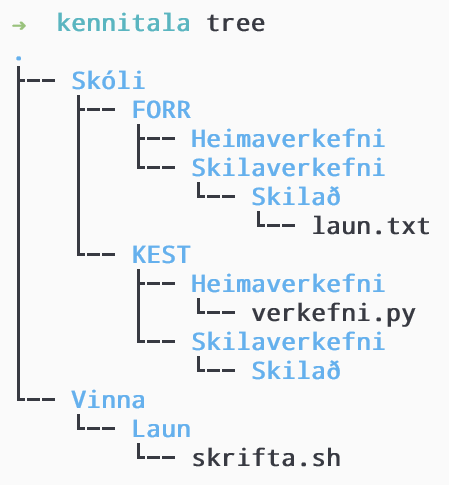 ➜ kennitala tree
.
├── Skóli
│   ├── FORR
│   │   ├── Heimaverkefni
│   │   └── Skilaverkefni
│   │       └── Skilað
│   │           └── laun.txt
│   └── KEST
│       ├── Heimaverkefni
│       │   └── verkefni.py
│       └── Skilaverkefni
│           └── Skilað
└── Vinna
    └── Laun
        └── skrifta.sh